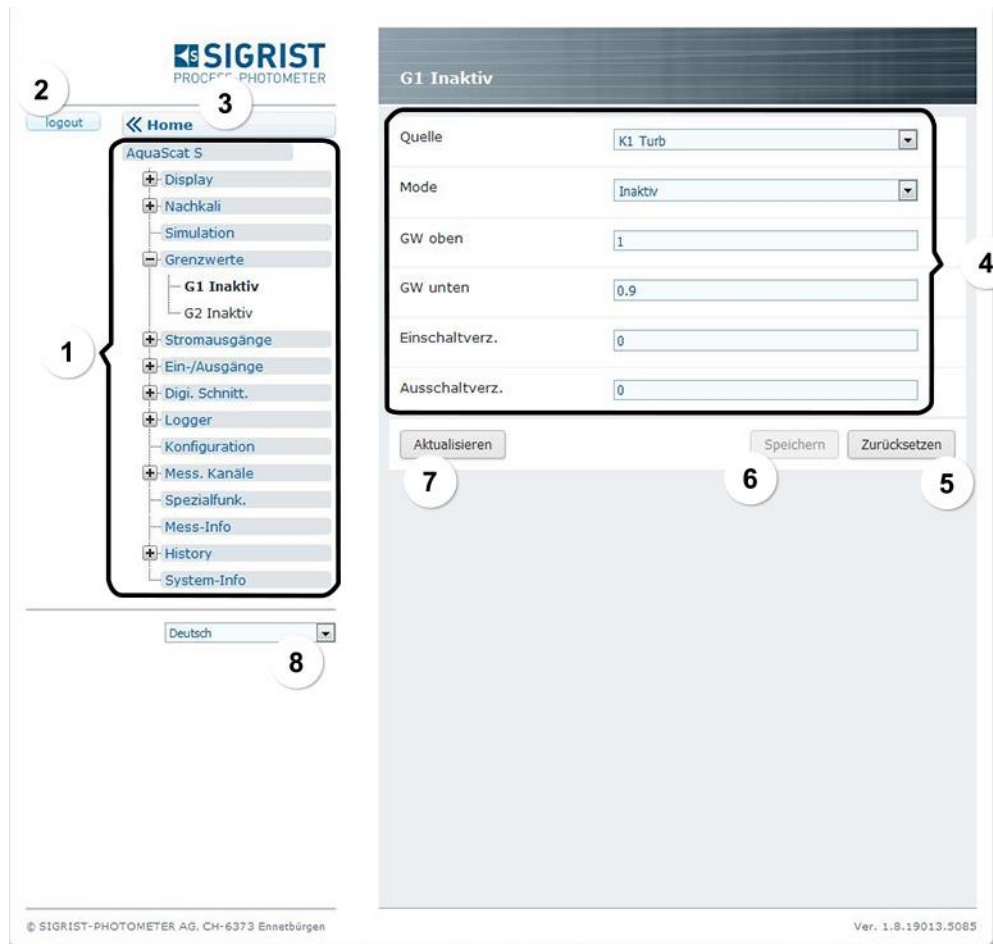 SIGRIST
PROCESS-PHOTOMETER
G1 Inaktiv
2
3
logout
Home
AquaScat S
Display
Nachkali
Simulation
Grenzwerte
G1 Inaktiv
G2 Inaktiv
Stromausgänge
Ein-/Ausgänge
Digi. Schnitt.
Logger
Konfiguration
Mess. Kanäle
Spezialfunk.
Mess-Info
History
System-Info
1
Deutsch
8
Quelle K1 Turb
Mode Inaktiv
GW oben 1
GW unten 0.9
Einschaltverz. 0
Ausschaltverz. 0
4
Aktualisieren Speichern Zurücksetzen
7 6 5
© SIGRIST-PHOTOMETER AG, CH-6373 Ennetbürgen
Ver. 1.8.19013.5085